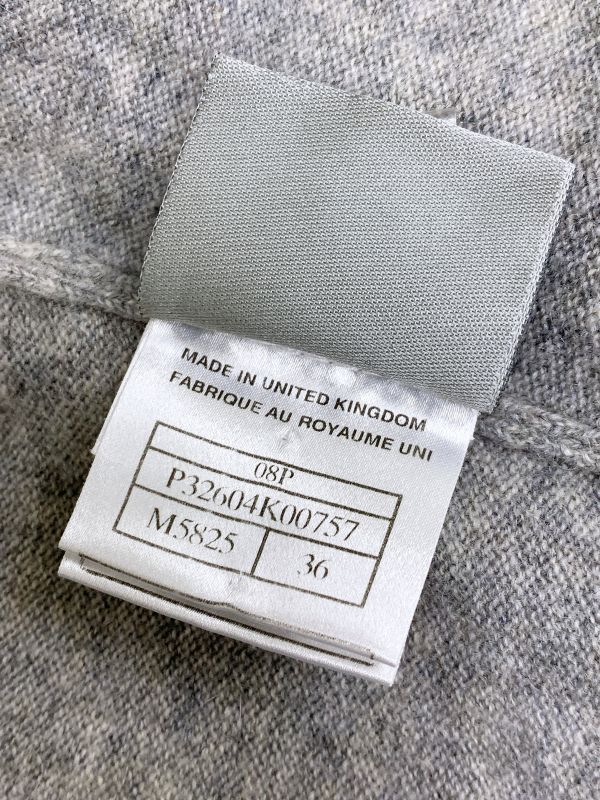 MADE IN UNITED KINGDOM
FABRIQUE AU ROYAUME UNI
08P
P32604K00757
M5825 36